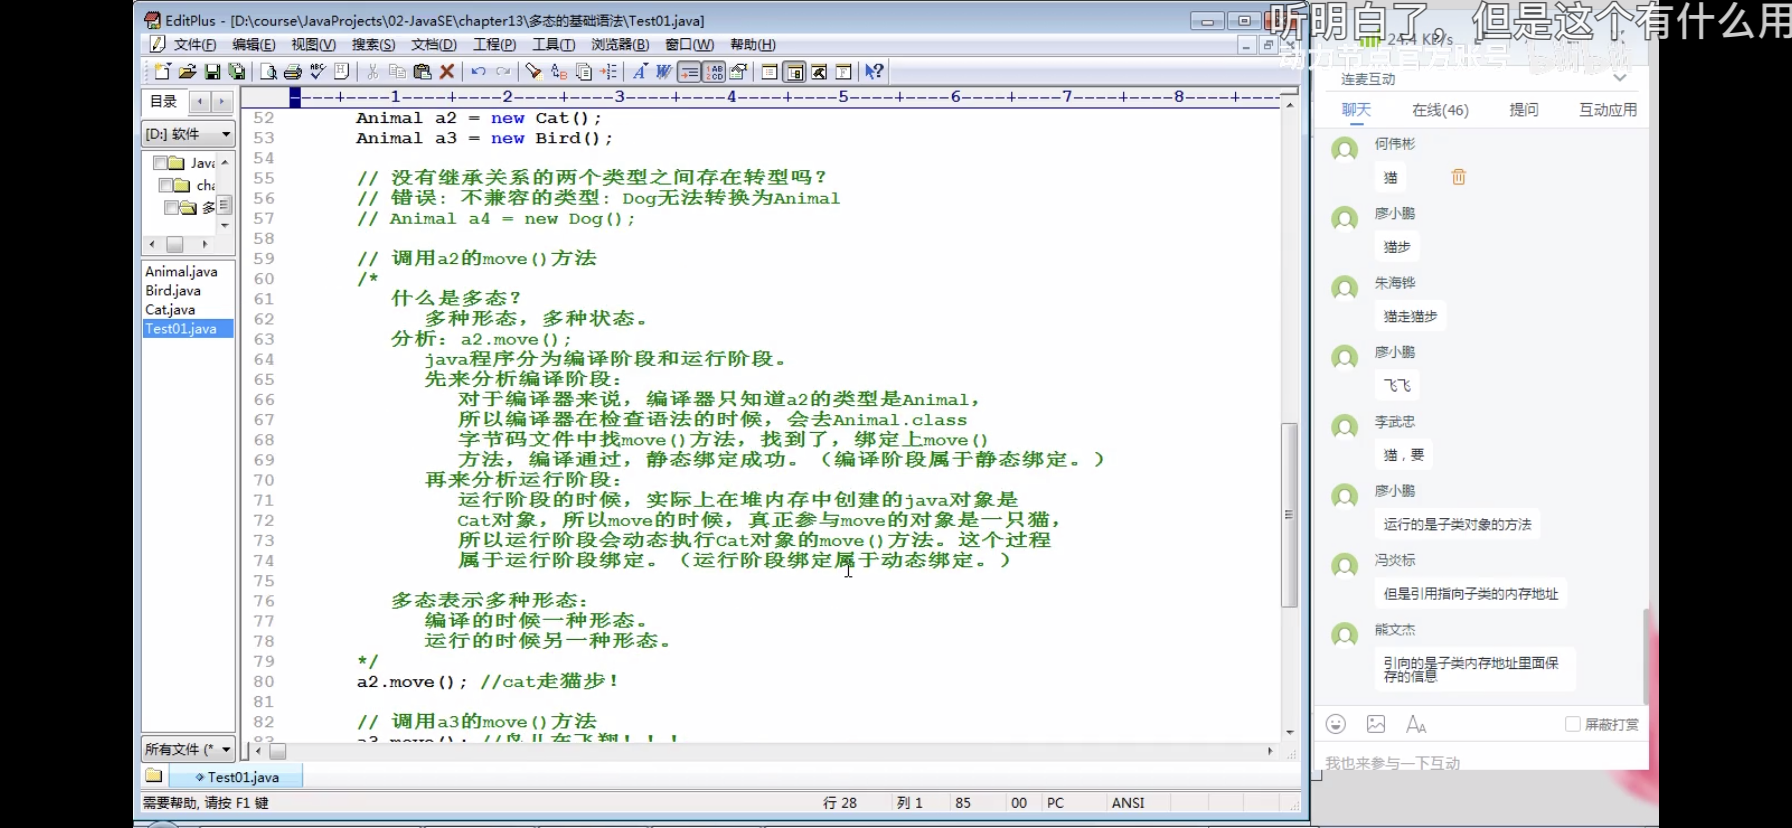 EditPlus - [D:\course\JavaProjects\02-JavaSE\chapter13\多态的基础语法\Test01.java]
听明白了。但是这个有什么用
文件(F) 编辑(E) 视图(V) 搜索(S) 文档(D) 工程(P) 工具(T) 浏览器(B) 窗口(W) 帮助(H)
24.4 KB/s
动力节点官方账号 bilibili
目录
[D:] 软件
Java
cha
多
Animal.java
Bird.java
Cat.java
Test01.java
所有文件 (*
----+----1----+----2----+----3----+----4----+----5----+----6----+----7----+----8----+----
52 Animal a2 = new Cat();
53 Animal a3 = new Bird();
54
55 // 没有继承关系的两个类型之间存在转型吗?
56 // 错误: 不兼容的类型: Dog无法转换为Animal
57 // Animal a4 = new Dog();
58
59 // 调用a2的move()方法
60 /*
61 什么是多态?
62 多种形态，多种状态。
63 分析: a2.move();
64 java程序分为编译阶段和运行阶段。
65 先来分析编译阶段:
66 对于编译器来说，编译器只知道a2的类型是Animal，
67 所以编译器在检查语法的时候，会去Animal.class
68 字节码文件中找move()方法，找到了，绑定上move()
69 方法，编译通过，静态绑定成功。（编译阶段属于静态绑定。）
70 再来分析运行阶段:
71 运行阶段的时候，实际上在堆内存中创建的java对象是
72 Cat对象，所以move的时候，真正参与move的对象是一只猫，
73 所以运行阶段会动态执行Cat对象的move()方法。这个过程
74 属于运行阶段绑定。（运行阶段绑定属于动态绑定。）
75
76 多态表示多种形态:
77 编译的时候一种形态。
78 运行的时候另一种形态。
79 */
80 a2.move(); //cat走猫步!
81
82 // 调用a3的move()方法
83 a3.move(); //鸟儿在飞翔!!!
Test01.java
需要帮助, 请按 F1 键
行 28 列 1 85 00 PC ANSI
连麦互动
聊天 在线(46) 提问 互动应用
何伟彬
猫
廖小鹏
猫步
朱海铧
猫走猫步
廖小鹏
飞飞
李武忠
猫，要
廖小鹏
运行的是子类对象的方法
冯炎标
但是引用指向子类的内存地址
熊文杰
引向的是子类内存地址里面保
存的信息
屏蔽打赏
我也来参与一下互动